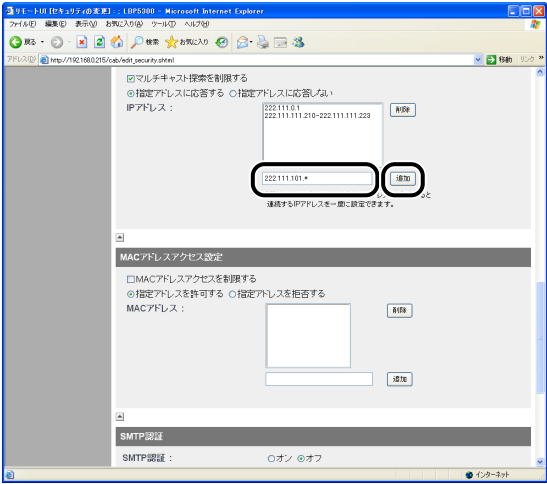 リモートUI [セキュリティの変更] : : LBP5300 - Microsoft Internet Explorer
ファイル(F) 編集(E) 表示(V) お気に入り(A) ツール(T) ヘルプ(H)
戻る 検索 お気に入り
アドレス(D) http://192.168.0.215/cab/edit_security.shtml 移動 リンク »
マルチキャスト探索を制限する
指定アドレスに応答する 指定アドレスに応答しない
IPアドレス : 222.111.0.1 削除
222.111.111.210-222.111.111.223
222.111.101.* 追加
と
連続するIPアドレスを一度に設定できます。
MACアドレスアクセス設定
MACアドレスアクセスを制限する
指定アドレスを許可する 指定アドレスを拒否する
MACアドレス : 削除
追加
SMTP認証
SMTP認証 : オン オフ
インターネット